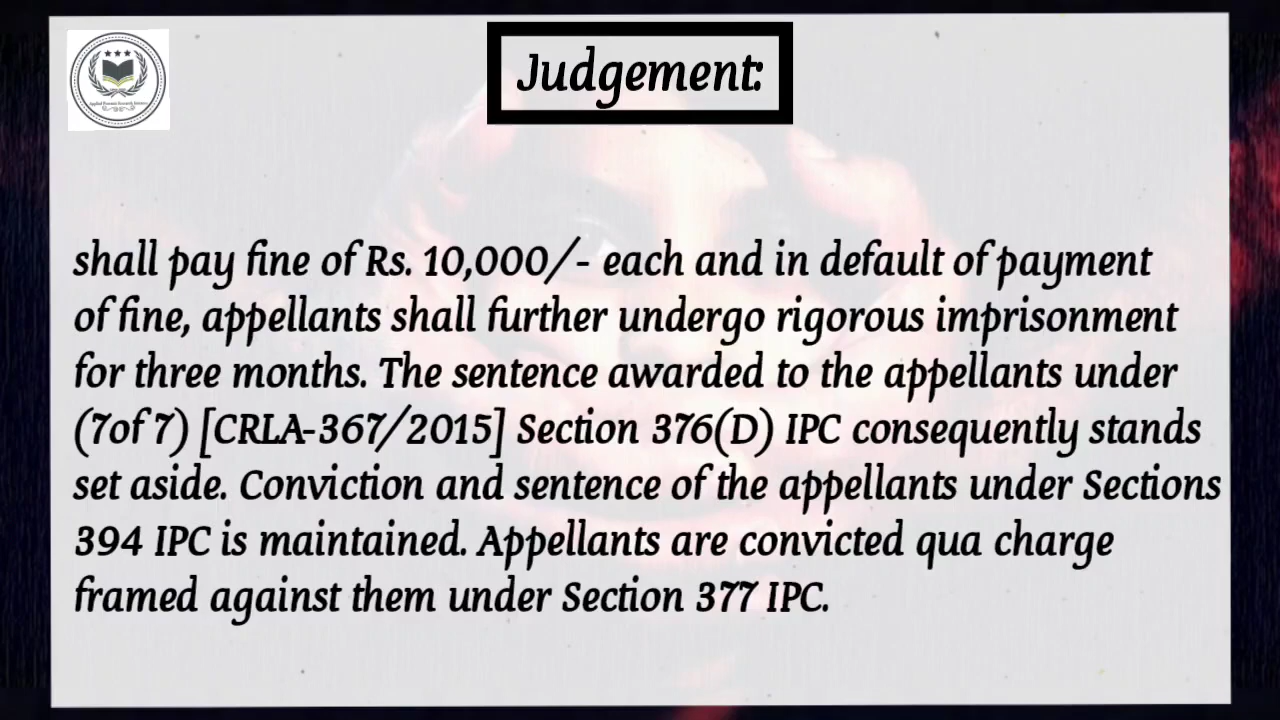 Judgement:
shall pay fine of Rs. 10,000/- each and in default of payment
of fine, appellants shall further undergo rigorous imprisonment
for three months. The sentence awarded to the appellants under
(7of 7) [CRLA-367/2015] Section 376(D) IPC consequently stands
set aside. Conviction and sentence of the appellants under Sections
394 IPC is maintained. Appellants are convicted qua charge
framed against them under Section 377 IPC.